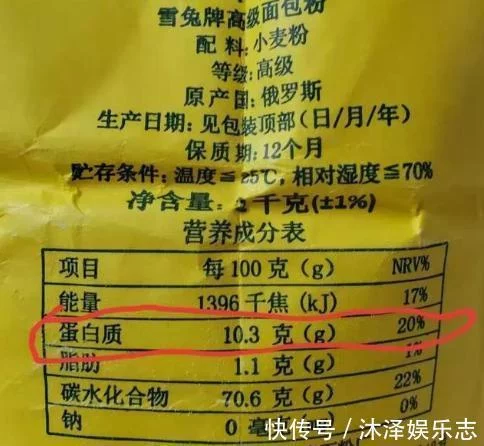 雪兔牌高级面包粉
配料:小麦粉
等级:高级
原产国:俄罗斯
生产日期:见包装顶部(日/月/年)
保质期:12个月
贮存条件:温度≦25℃,相对湿度≦70%
净含量:2千克(±1%)
营养成分表
项目 每100克(g) NRV%
能量 1396千焦(kJ) 17%
蛋白质 10.3 克(g) 20%
脂肪 1.1 克(g) 1%
碳水化合物 70.6 克(g) 22%
钠 0 毫 0%
快传号/沐泽娱乐志